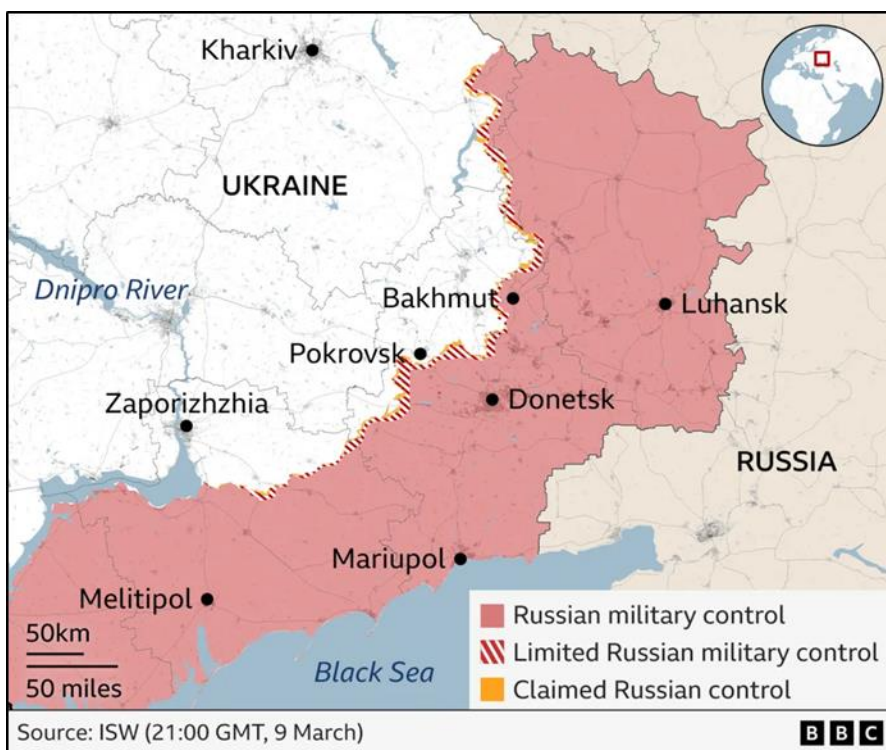 Kharkiv
UKRAINE
Dnipro River
Bakhmut
Luhansk
Pokrovsk
Zaporizhzhia
Donetsk
RUSSIA
Mariupol
Melitipol
50km
50 miles
Black Sea
Russian military control
Limited Russian military control
Claimed Russian control
Source: ISW (21:00 GMT, 9 March)
BBC